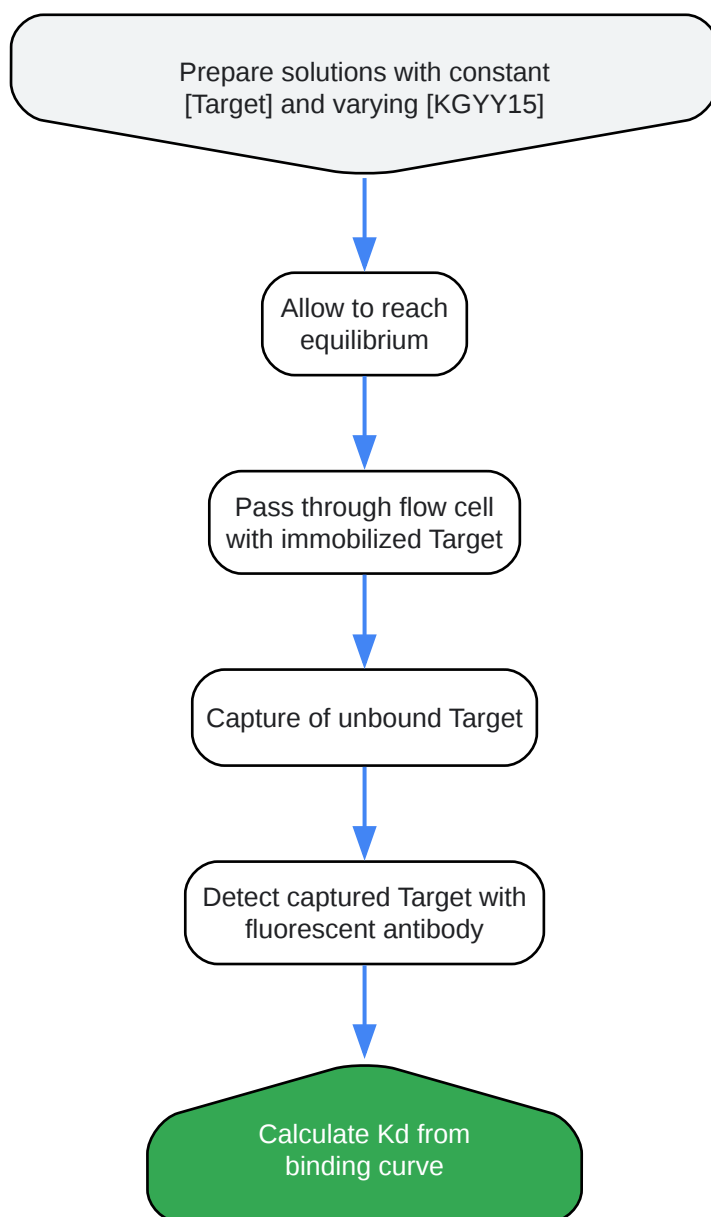 Prepare solutions with constant
[Target] and varying [KGYY15]
Allow to reach
equilibrium
Pass through flow cell
with immobilized Target
Capture of unbound Target
Detect captured Target with
fluorescent antibody
Calculate Kd from
binding curve